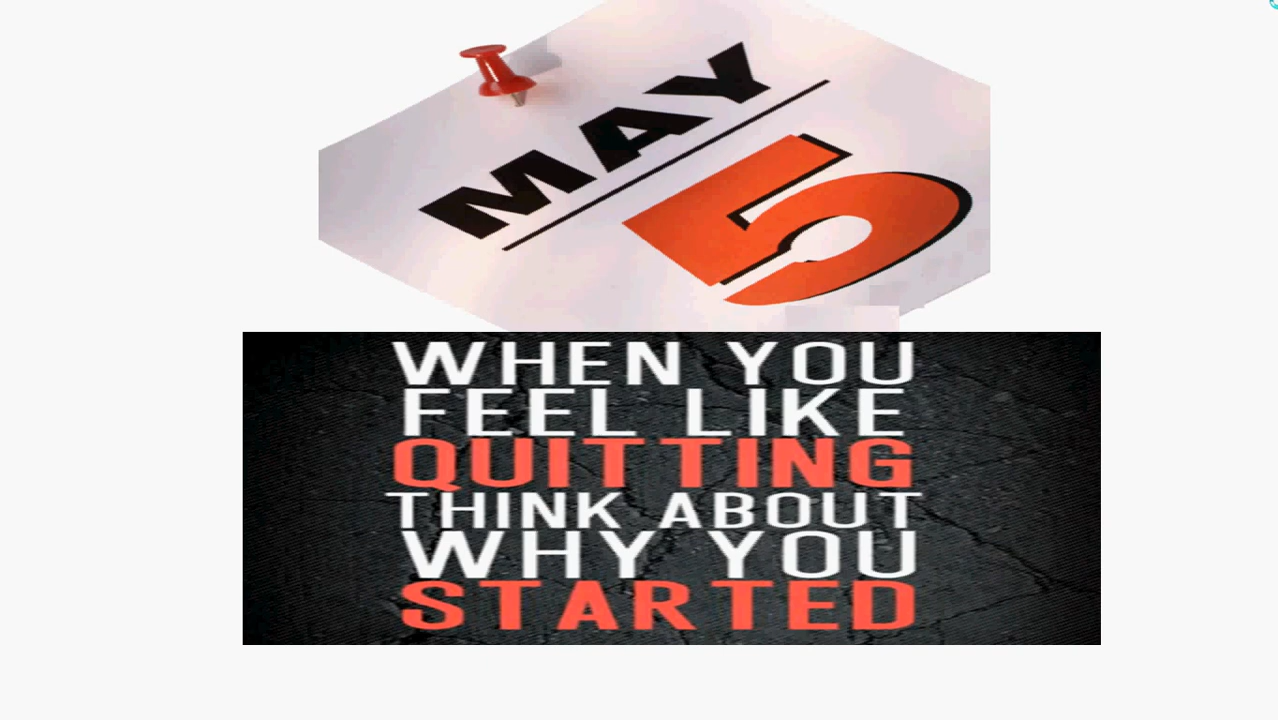 MAY
5
WHEN YOU
FEEL LIKE
QUITTING
THINK ABOUT
WHY YOU
STARTED